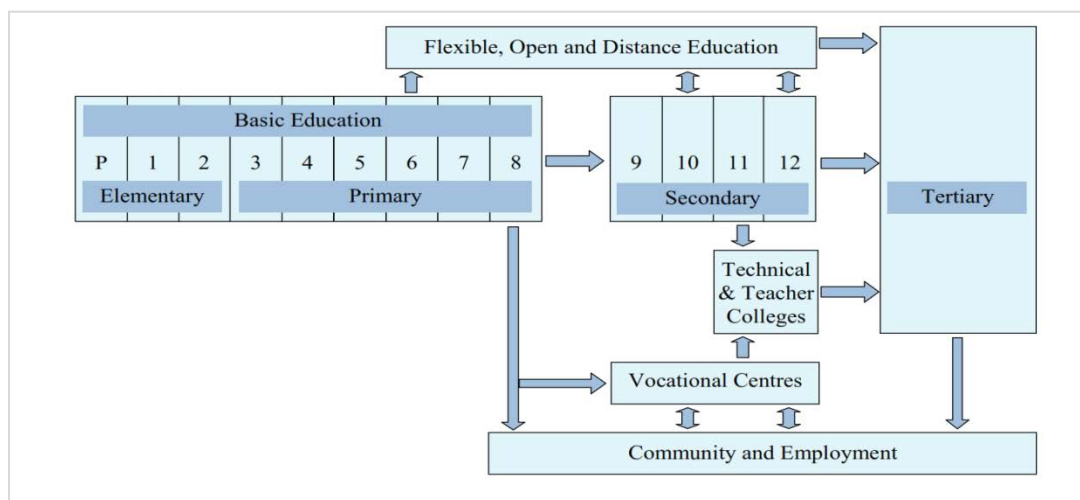 Flexible, Open and Distance Education
Basic Education
P 1 2 3 4 5 6 7 8
Elementary Primary
9 10 11 12
Secondary
Tertiary
Technical
& Teacher
Colleges
Vocational Centres
Community and Employment